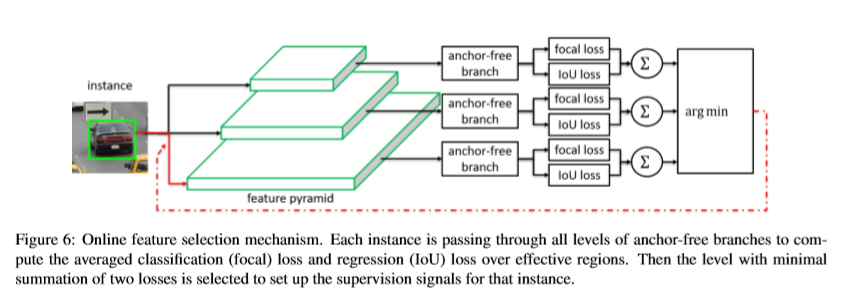 instance
anchor-free
branch
focal loss
IoU loss
Σ
anchor-free
branch
focal loss
IoU loss
Σ
arg min
anchor-free
branch
focal loss
IoU loss
Σ
feature pyramid
Figure 6: Online feature selection mechanism. Each instance is passing through all levels of anchor-free branches to com-
pute the averaged classification (focal) loss and regression (IoU) loss over effective regions. Then the level with minimal
summation of two losses is selected to set up the supervision signals for that instance.